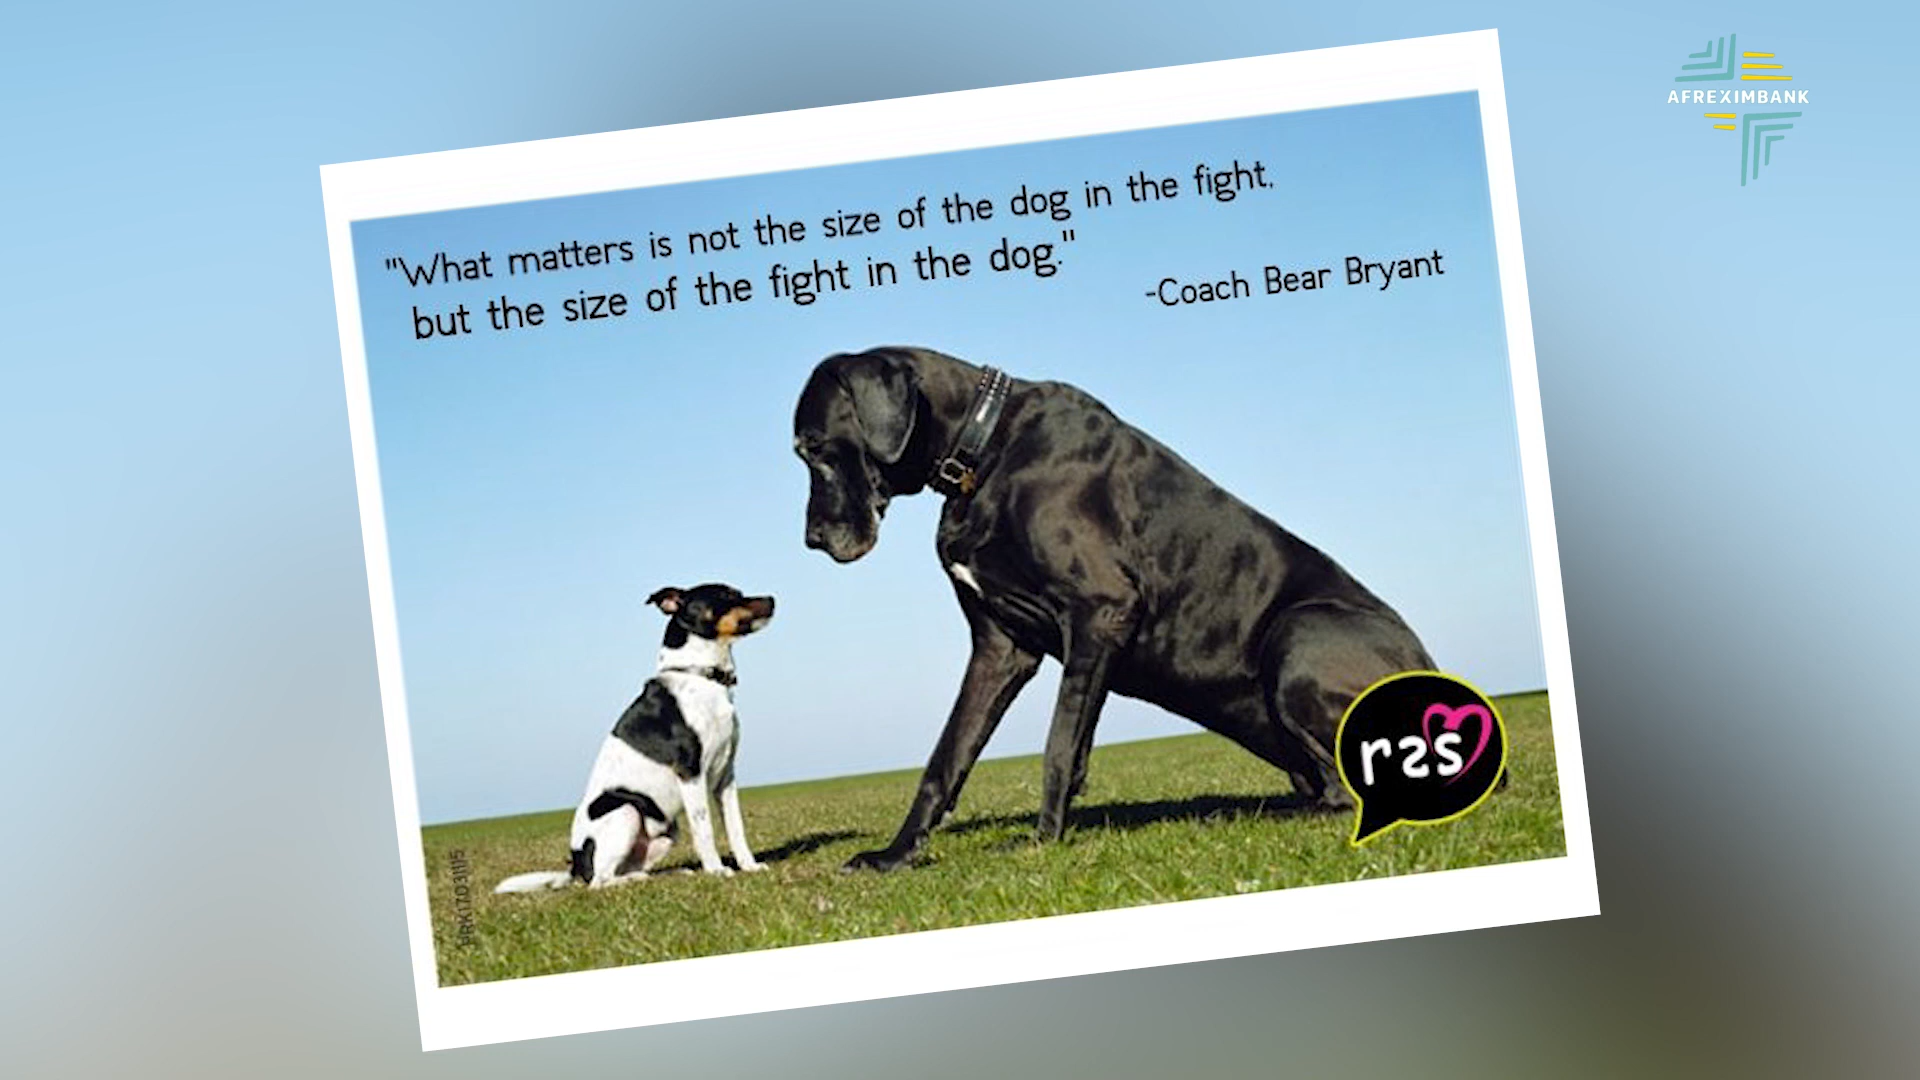 AFREXIMBANK
"What matters is not the size of the dog in the fight,
but the size of the fight in the dog."
-Coach Bear Bryant
r2s